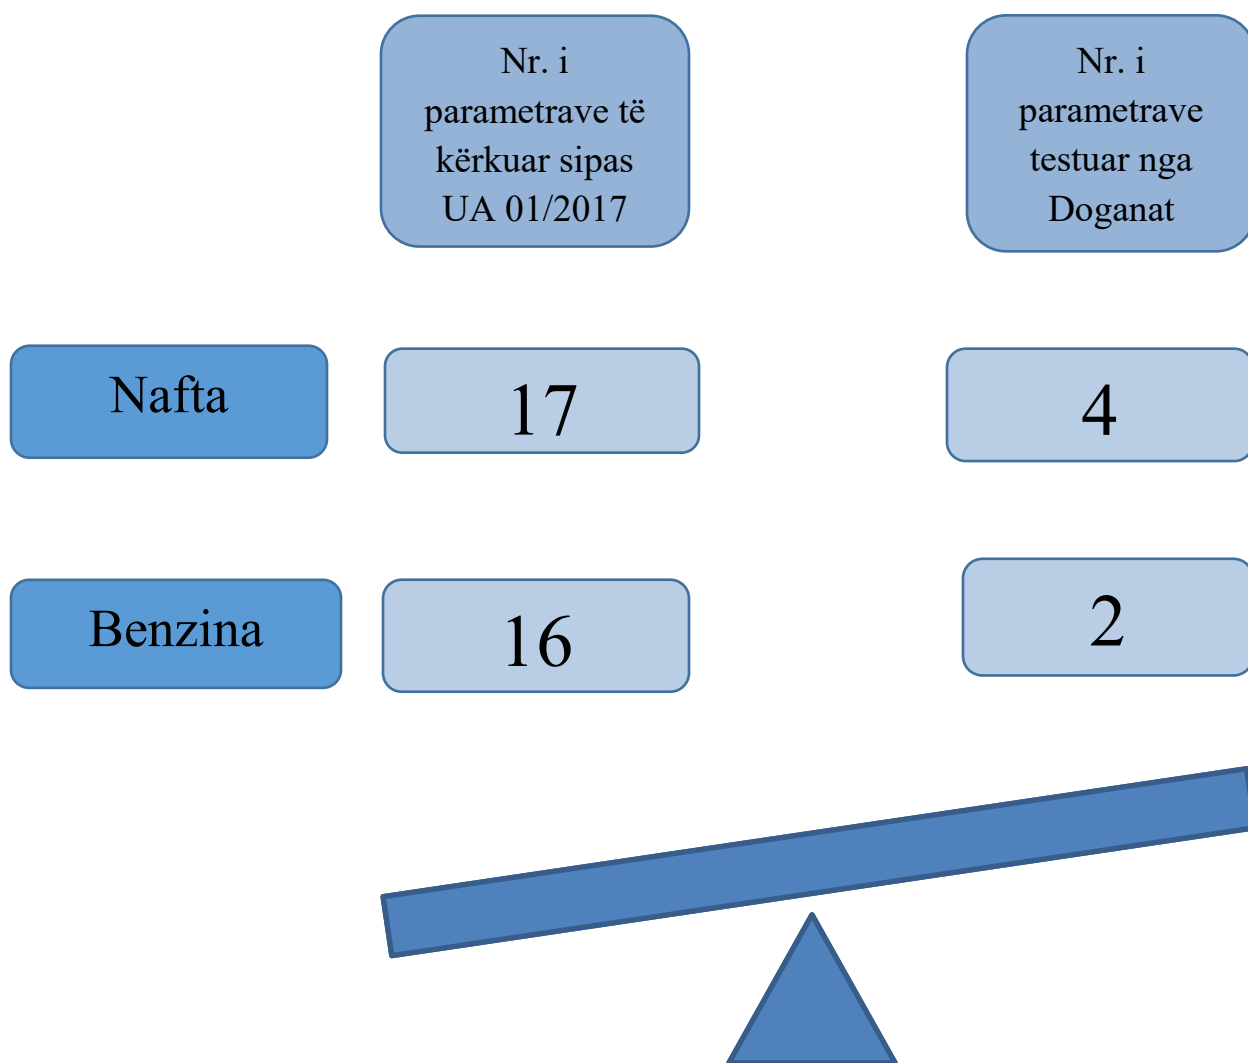 Nr. i
parametrave të
kërkuar sipas
UA 01/2017
Nr. i
parametrave
testuar nga
Doganat
Nafta
17
4
Benzina
16
2